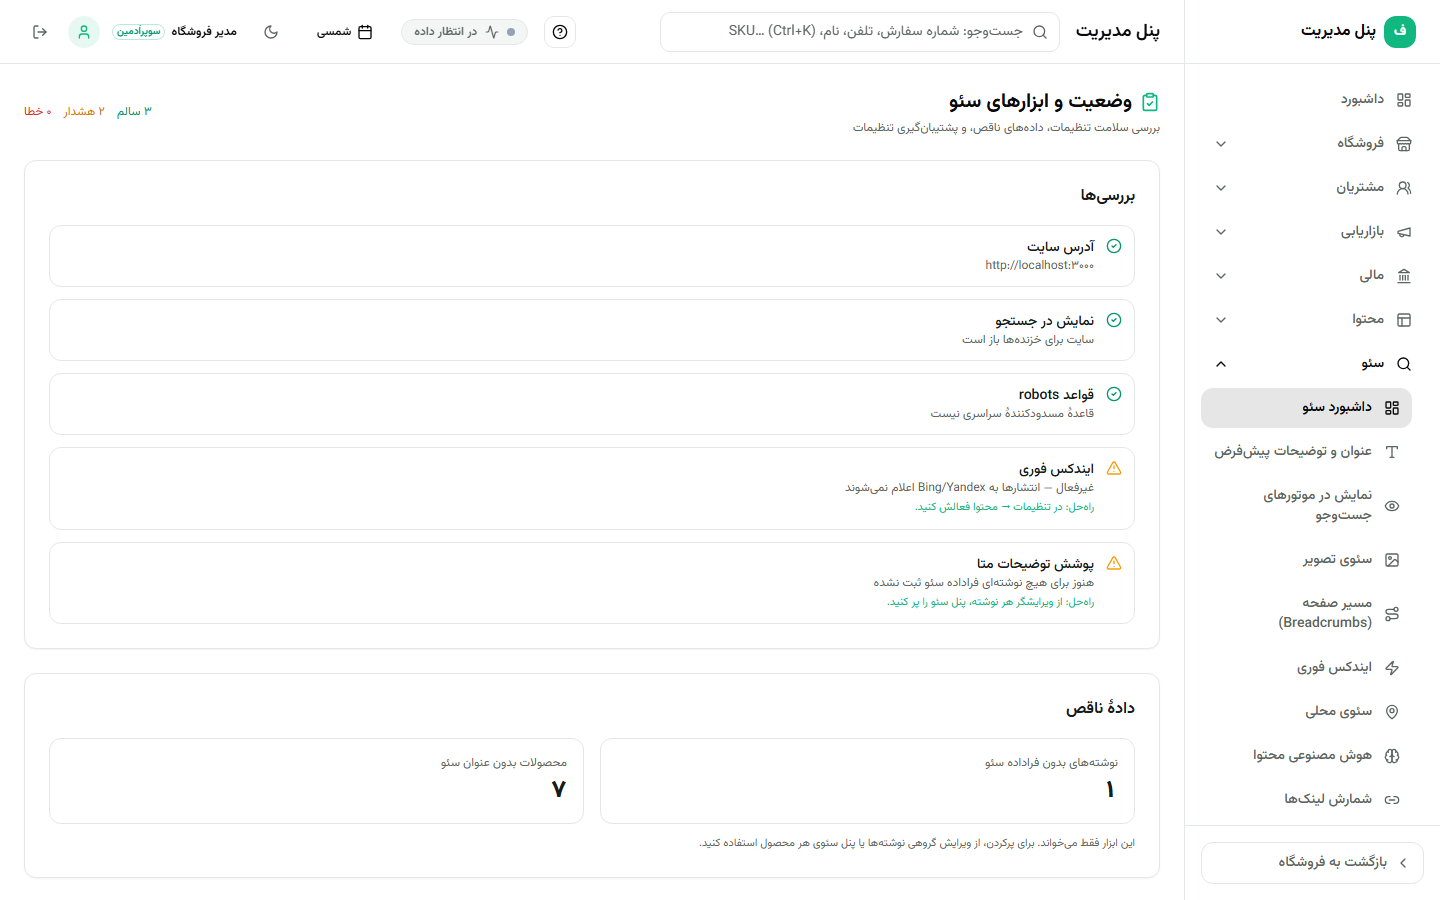 ف
پنل مدیریت
داشبورد
فروشگاه
مشتریان
بازاریابی
مالی
محتوا
سئو
داشبورد سئو
عنوان و توضیحات پیش‌فرض
نمایش در موتورهای
جست‌وجو
سئوی تصویر
مسیر صفحه
(Breadcrumbs)
ایندکس فوری
سئوی محلی
هوش مصنوعی محتوا
شمارش لینک‌ها
بازگشت به فروشگاه
پنل مدیریت
جست‌وجو: شماره سفارش، تلفن، نام، SKU… (Ctrl+K)
در انتظار داده
شمسی
مدیر فروشگاه
سوپرادمین
وضعیت و ابزارهای سئو
بررسی سلامت تنظیمات، داده‌های ناقص، و پشتیبان‌گیری تنظیمات
۳ سالم
۲ هشدار
۰ خطا
بررسی‌ها
آدرس سایت
http://localhost:۳۰۰۰
نمایش در جستجو
سایت برای خزنده‌ها باز است
قواعد robots
قاعدهٔ مسدودکنندهٔ سراسری نیست
ایندکس فوری
غیرفعال — انتشارها به Bing/Yandex اعلام نمی‌شوند
راه‌حل: در تنظیمات → محتوا فعالش کنید.
پوشش توضیحات متا
هنوز برای هیچ نوشته‌ای فراداده سئو ثبت نشده
راه‌حل: از ویرایشگر هر نوشته، پنل سئو را پر کنید.
دادهٔ ناقص
نوشته‌های بدون فراداده سئو
۱
محصولات بدون عنوان سئو
۷
این ابزار فقط می‌خواند. برای پرکردن، از ویرایش گروهی نوشته‌ها یا پنل سئوی هر محصول استفاده کنید.